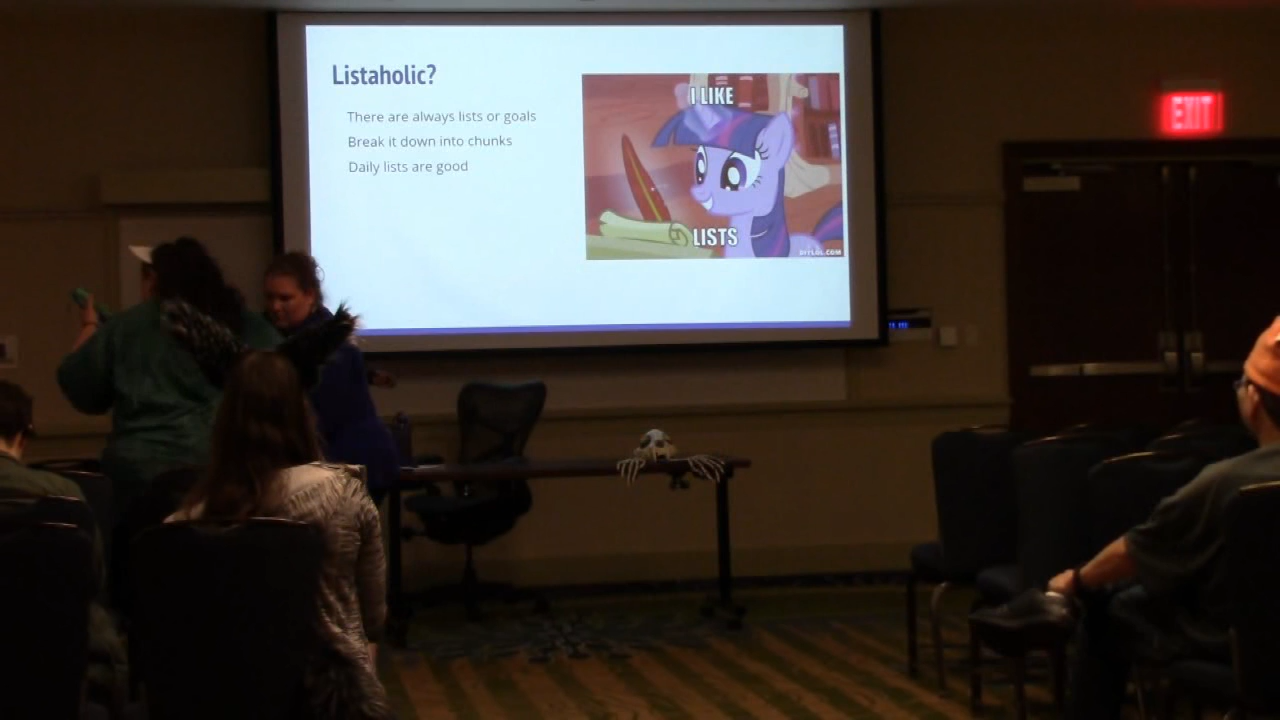 Listaholic?
There are always lists or goals
Break it down into chunks
Daily lists are good
I LIKE
LISTS
EXIT